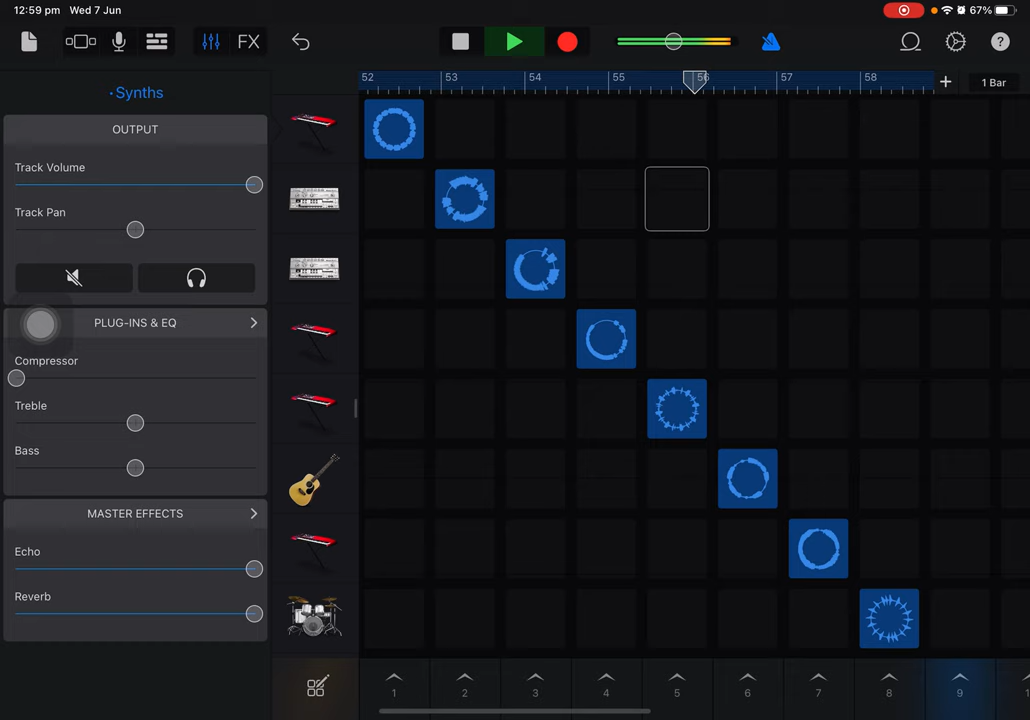 12:59 pm Wed 7 Jun
67%
FX
?
Synths
52 53 54 55 56 57 58
+ 1 Bar
OUTPUT
Track Volume
Track Pan
PLUG-INS & EQ
Compressor
Treble
Bass
MASTER EFFECTS
Echo
Reverb
1 2 3 4 5 6 7 8 9 1